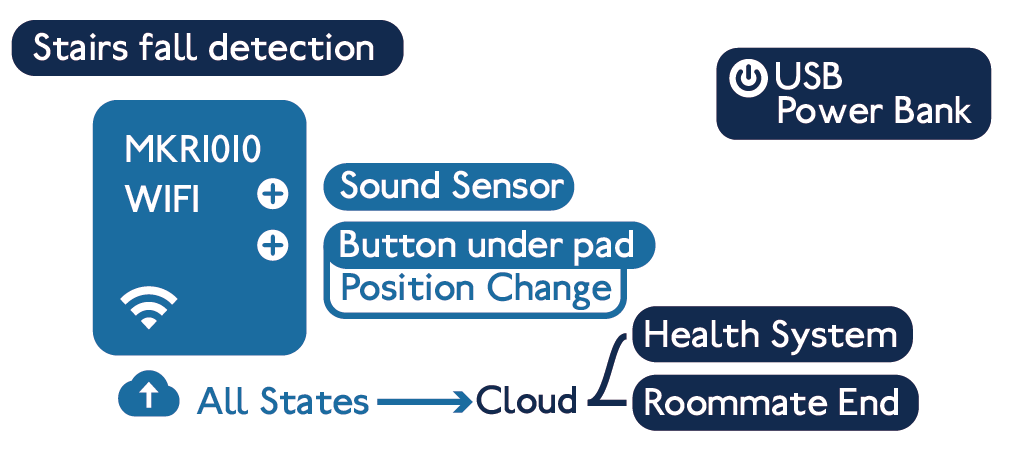 Stairs fall detection
USB
Power Bank
MKR1010
WIFI
Sound Sensor
Button under pad
Position Change
Health System
All States
Cloud
Roommate End